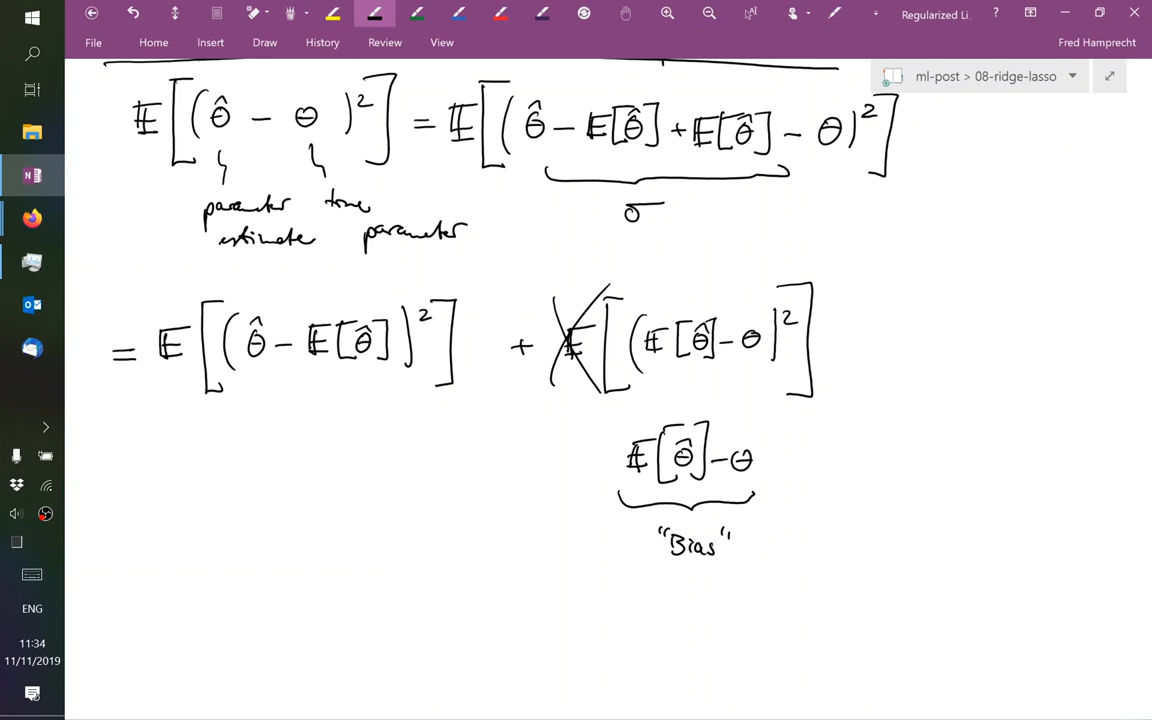 Regularized Li...
?
File Home Insert Draw History Review View
Fred Hamprecht
ml-post > 08-ridge-lasso
𝔼[(θ̂ − θ)²] = 𝔼[(θ̂ − 𝔼[θ̂] + 𝔼[θ̂] − θ)²]
parameter true
estimate parameter
= 𝔼[(θ̂ − 𝔼[θ̂])²] + 𝔼[(𝔼[θ̂] − θ)²]
𝔼[θ̂] − θ
"Bias"
ENG
11:34
11/11/2019